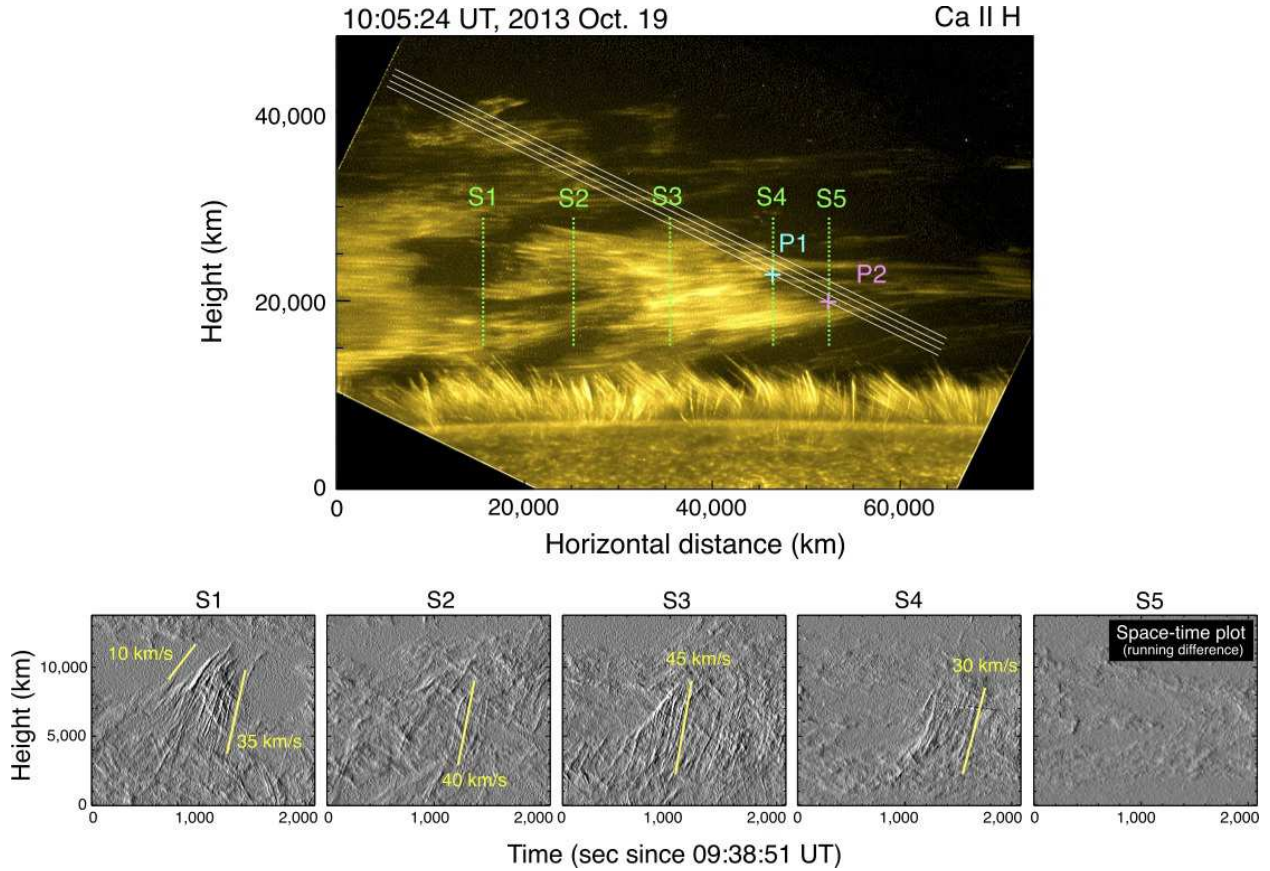 10:05:24 UT, 2013 Oct. 19
Ca II H
40,000
20,000
0
Height (km)
S1
S2
S3
S4
S5
P1
P2
0
20,000
40,000
60,000
Horizontal distance (km)
S1
S2
S3
S4
S5
10,000
5,000
0
Height (km)
10 km/s
35 km/s
40 km/s
45 km/s
30 km/s
Space-time plot
(running difference)
0
1,000
2,000
0
1,000
2,000
0
1,000
2,000
0
1,000
2,000
0
1,000
2,000
Time (sec since 09:38:51 UT)